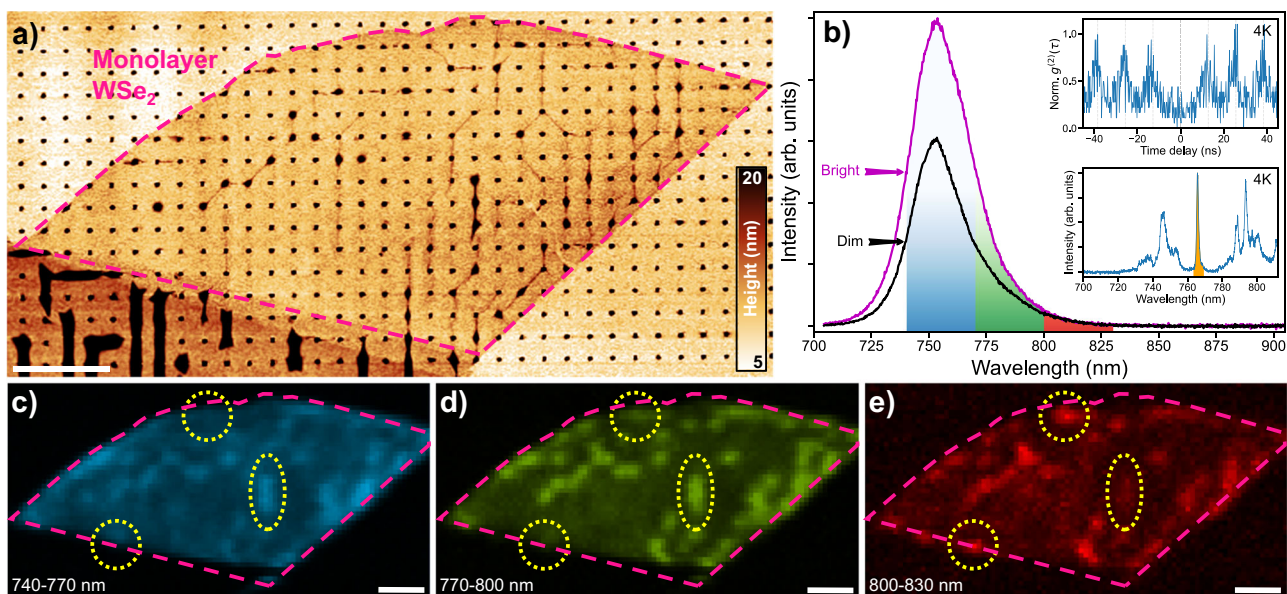 a)
Monolayer
WSe2
20
Height (nm)
5
b)
Intensity (arb. units)
Bright
Dim
700 725 750 775 800 825 850 875 900
Wavelength (nm)
4K
Norm. g(2)(τ)
1.0
0.5
0.0
−40 −20 0 20 40
Time delay (ns)
4K
Intensity (arb. units)
700 720 740 760 780 800
Wavelength (nm)
c)
740-770 nm
d)
770-800 nm
e)
800-830 nm